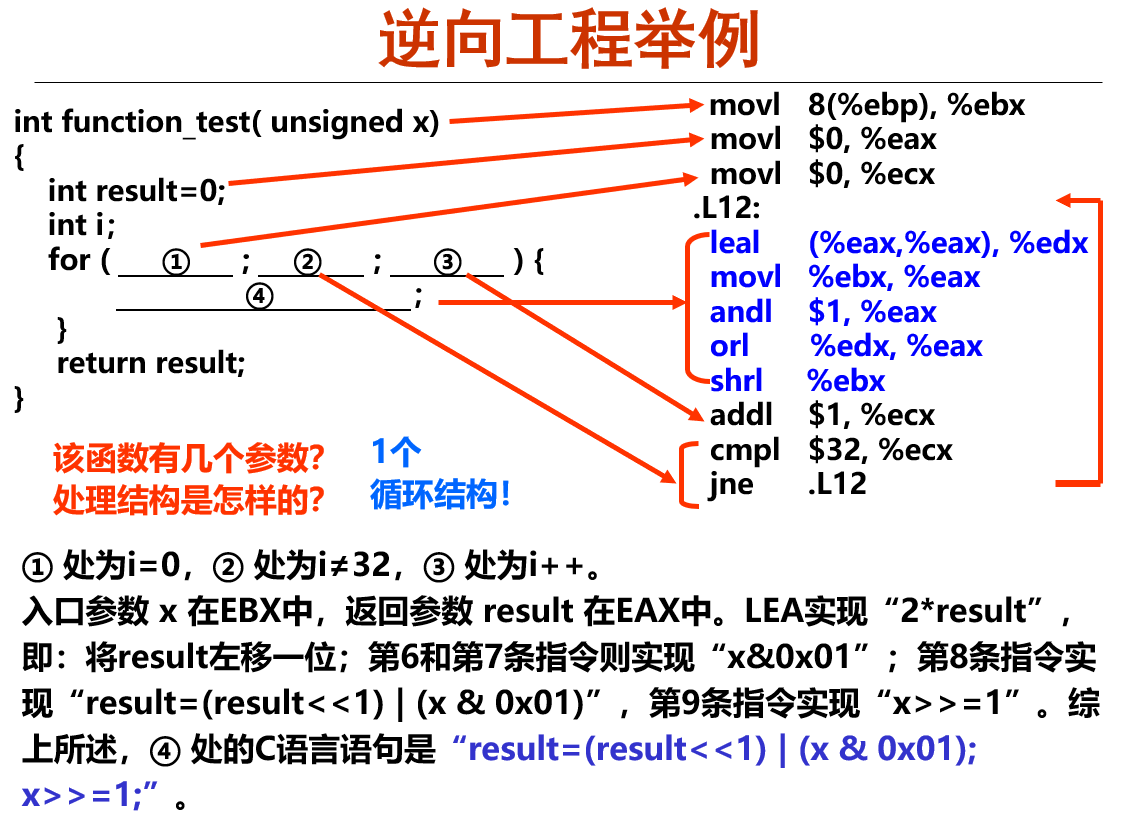 逆向工程举例
int function_test( unsigned x)
{
int result=0;
int i;
for ( ① ; ② ; ③ ) {
④ ;
}
return result;
}
movl 8(%ebp), %ebx
movl $0, %eax
movl $0, %ecx
.L12:
leal (%eax,%eax), %edx
movl %ebx, %eax
andl $1, %eax
orl %edx, %eax
shrl %ebx
addl $1, %ecx
cmpl $32, %ecx
jne .L12
该函数有几个参数? 1个
处理结构是怎样的? 循环结构!
① 处为i=0，② 处为i≠32，③ 处为i++。
入口参数 x 在EBX中，返回参数 result 在EAX中。LEA实现“2*result”，
即：将result左移一位；第6和第7条指令则实现“x&0x01”；第8条指令实
现“result=(result<<1) | (x & 0x01)”，第9条指令实现“x>>=1”。综
上所述，④ 处的C语言语句是“result=(result<<1) | (x & 0x01);
x>>=1;”。